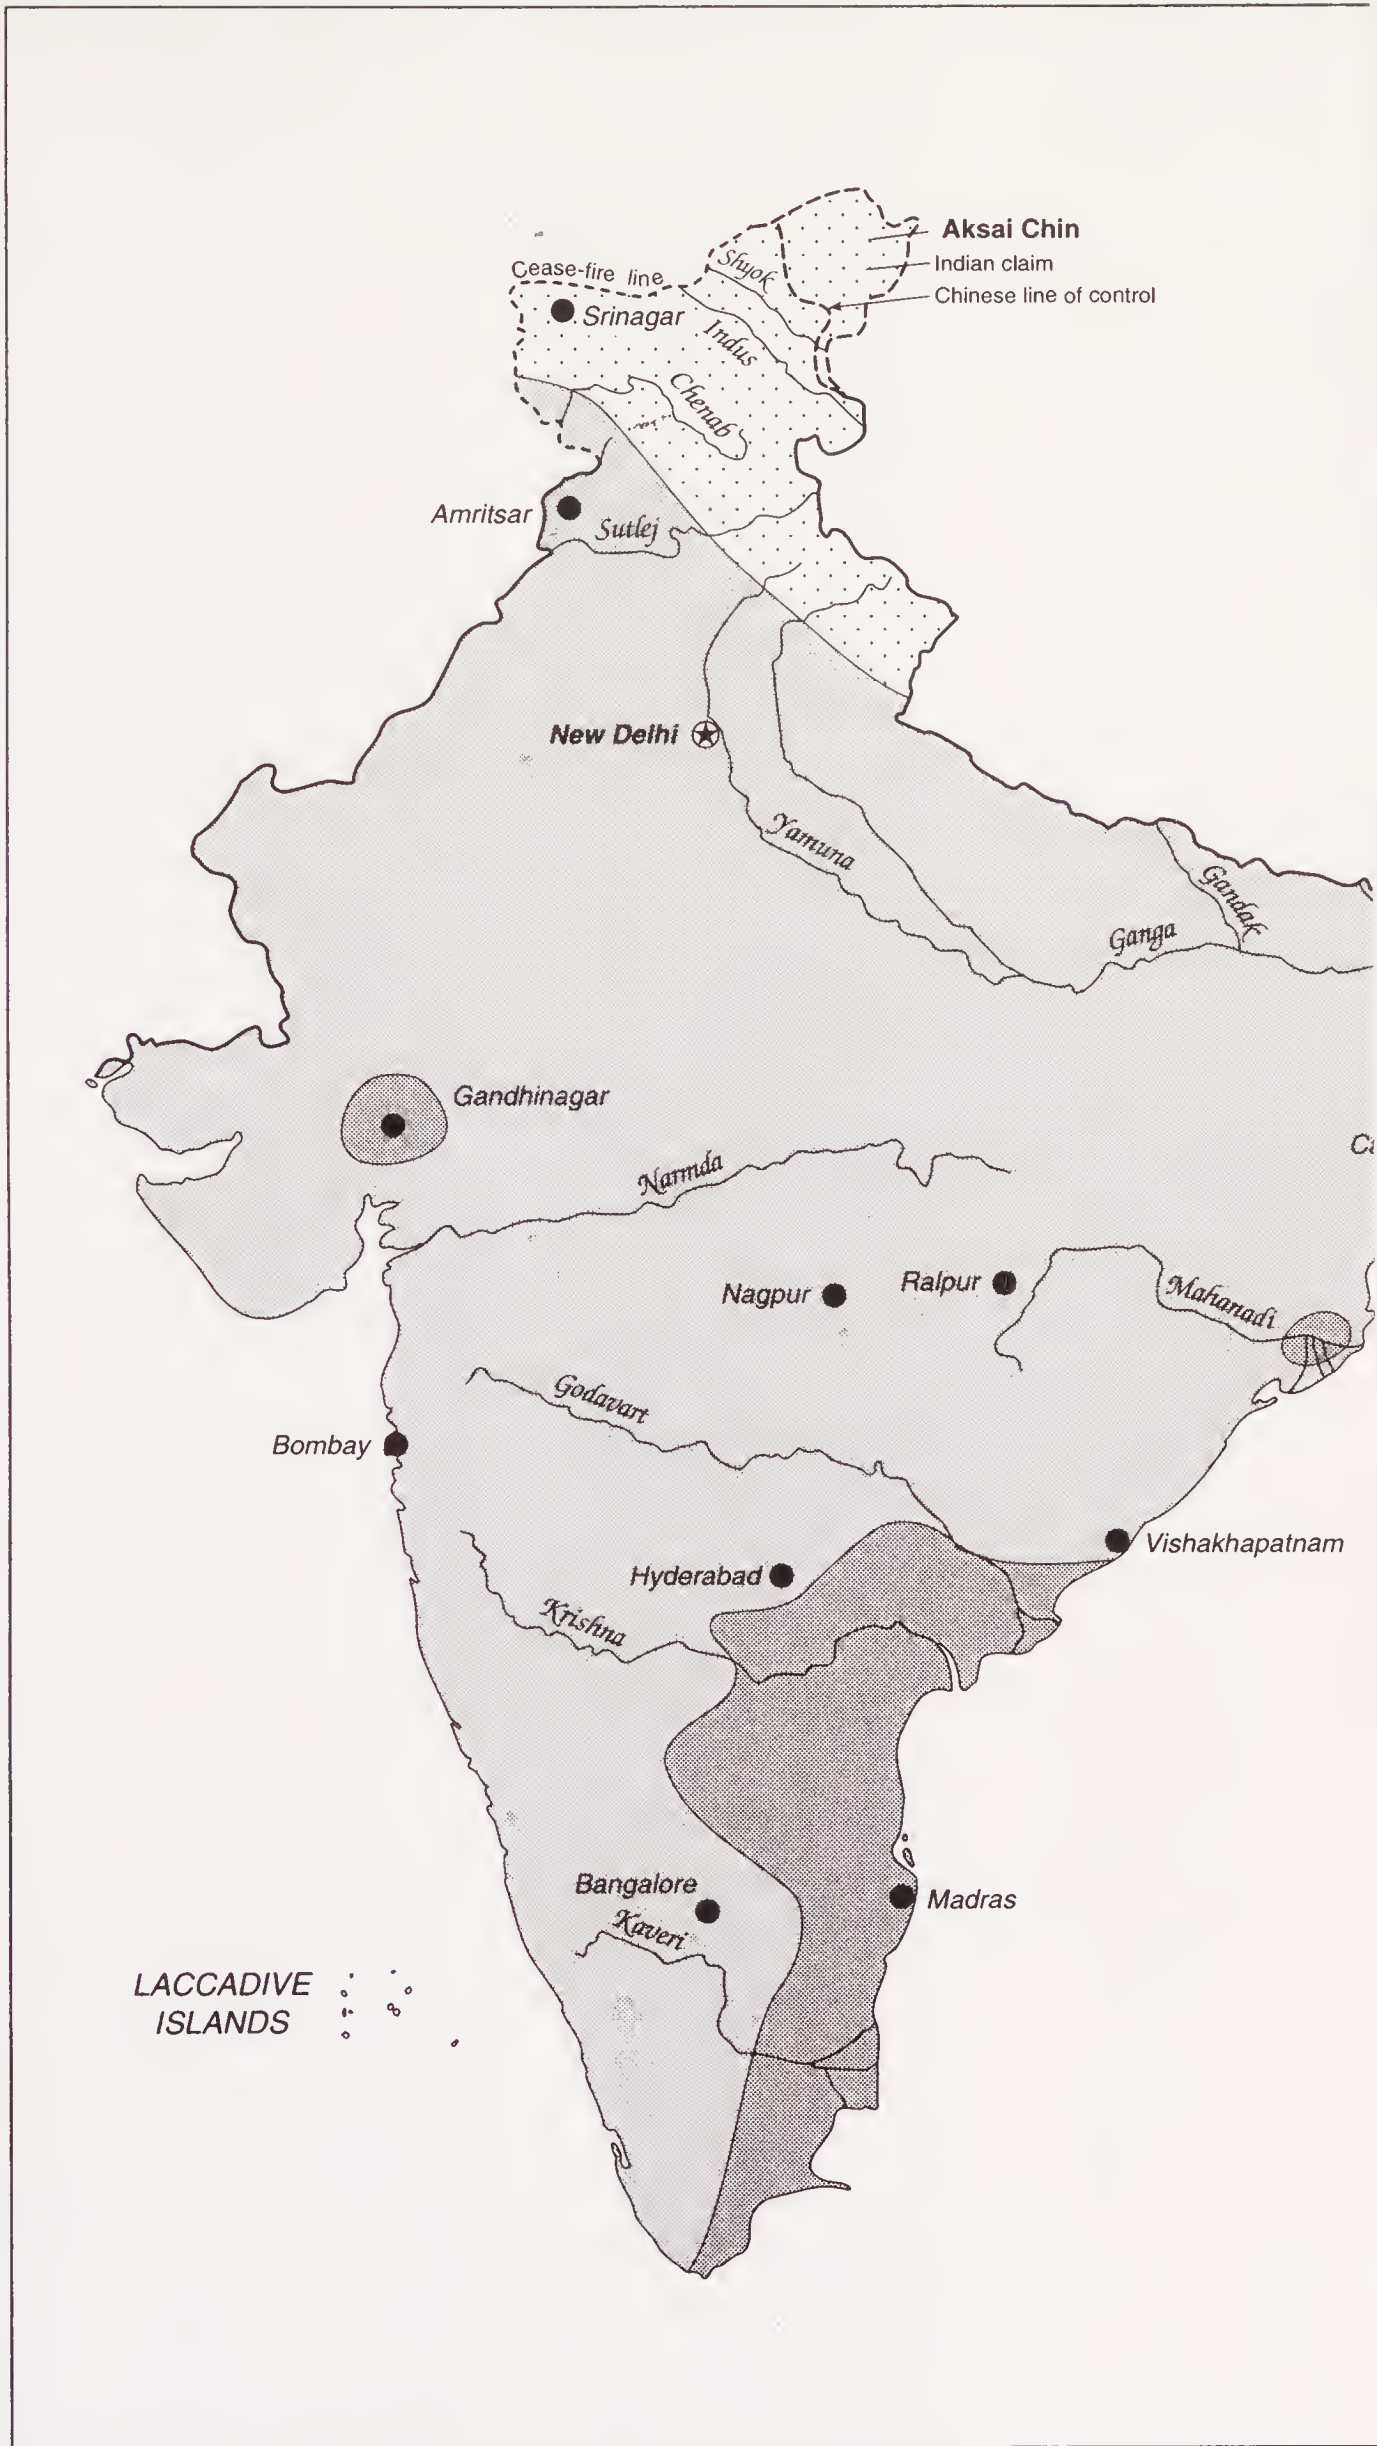 Aksai Chin
Shyok
Indian claim
Cease-fire line
Chinese line of control
Srinagar
Indus
Chenab
Amritsar
Sutlej
New Delhi
Yamuna
Gandak
Ganga
Gandhinagar
Narmda
Nagpur
Ralpur
Mahanadi
Godavart
Bombay
Vishakhapatnam
Hyderabad
Krishna
Bangalore
Madras
Kaveri
LACCADIVE
ISLANDS